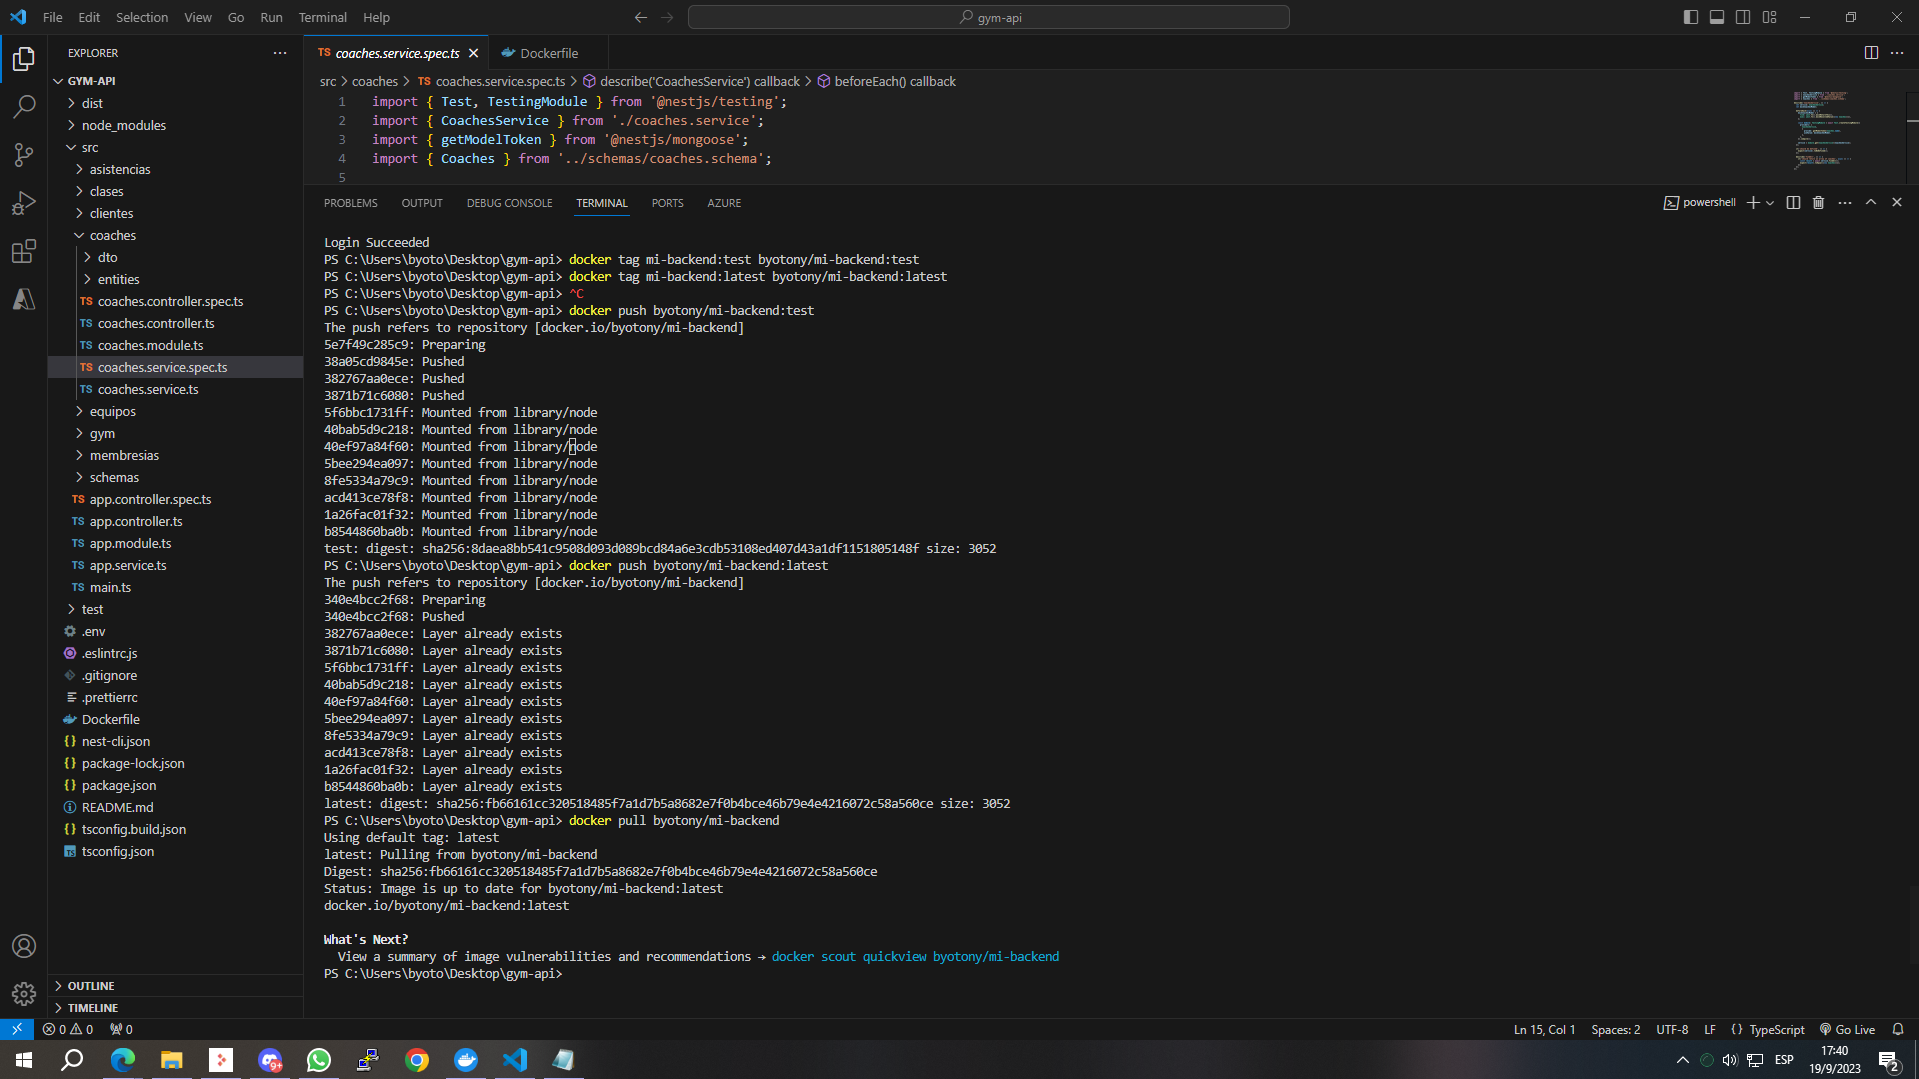 File Edit Selection View Go Run Terminal Help
gym-api
EXPLORER
GYM-API
dist
node_modules
src
asistencias
clases
clientes
coaches
dto
entities
TS coaches.controller.spec.ts
TS coaches.controller.ts
TS coaches.module.ts
TS coaches.service.spec.ts
TS coaches.service.ts
equipos
gym
membresias
schemas
TS app.controller.spec.ts
TS app.controller.ts
TS app.module.ts
TS app.service.ts
TS main.ts
test
.env
.eslintrc.js
.gitignore
.prettierrc
Dockerfile
{} nest-cli.json
{} package-lock.json
{} package.json
README.md
{} tsconfig.build.json
TS tsconfig.json
OUTLINE
TIMELINE
TS coaches.service.spec.ts Dockerfile
src > coaches > TS coaches.service.spec.ts > describe('CoachesService') callback > beforeEach() callback
1 import { Test, TestingModule } from '@nestjs/testing';
2 import { CoachesService } from './coaches.service';
3 import { getModelToken } from '@nestjs/mongoose';
4 import { Coaches } from '../schemas/coaches.schema';
5
PROBLEMS OUTPUT DEBUG CONSOLE TERMINAL PORTS AZURE
powershell
Login Succeeded
PS C:\Users\byoto\Desktop\gym-api> docker tag mi-backend:test byotony/mi-backend:test
PS C:\Users\byoto\Desktop\gym-api> docker tag mi-backend:latest byotony/mi-backend:latest
PS C:\Users\byoto\Desktop\gym-api> ^C
PS C:\Users\byoto\Desktop\gym-api> docker push byotony/mi-backend:test
The push refers to repository [docker.io/byotony/mi-backend]
5e7f49c285c9: Preparing
38a05cd9845e: Pushed
382767aa0ece: Pushed
3871b71c6080: Pushed
5f6bbc1731ff: Mounted from library/node
40bab5d9c218: Mounted from library/node
40ef97a84f60: Mounted from library/node
5bee294ea097: Mounted from library/node
8fe5334a79c9: Mounted from library/node
acd413ce78f8: Mounted from library/node
1a26fac01f32: Mounted from library/node
b8544860ba0b: Mounted from library/node
test: digest: sha256:8daea8bb541c9508d093d089bcd84a6e3cdb53108ed407d43a1df1151805148f size: 3052
PS C:\Users\byoto\Desktop\gym-api> docker push byotony/mi-backend:latest
The push refers to repository [docker.io/byotony/mi-backend]
340e4bcc2f68: Preparing
340e4bcc2f68: Pushed
382767aa0ece: Layer already exists
3871b71c6080: Layer already exists
5f6bbc1731ff: Layer already exists
40bab5d9c218: Layer already exists
40ef97a84f60: Layer already exists
5bee294ea097: Layer already exists
8fe5334a79c9: Layer already exists
acd413ce78f8: Layer already exists
1a26fac01f32: Layer already exists
b8544860ba0b: Layer already exists
latest: digest: sha256:fb66161cc320518485f7a1d7b5a8682e7f0b4bce46b79e4e4216072c58a560ce size: 3052
PS C:\Users\byoto\Desktop\gym-api> docker pull byotony/mi-backend
Using default tag: latest
latest: Pulling from byotony/mi-backend
Digest: sha256:fb66161cc320518485f7a1d7b5a8682e7f0b4bce46b79e4e4216072c58a560ce
Status: Image is up to date for byotony/mi-backend:latest
docker.io/byotony/mi-backend:latest
What's Next?
View a summary of image vulnerabilities and recommendations → docker scout quickview byotony/mi-backend
PS C:\Users\byoto\Desktop\gym-api>
0 0 0
Ln 15, Col 1 Spaces: 2 UTF-8 LF {} TypeScript Go Live
9+
ESP
17:40
19/9/2023
2